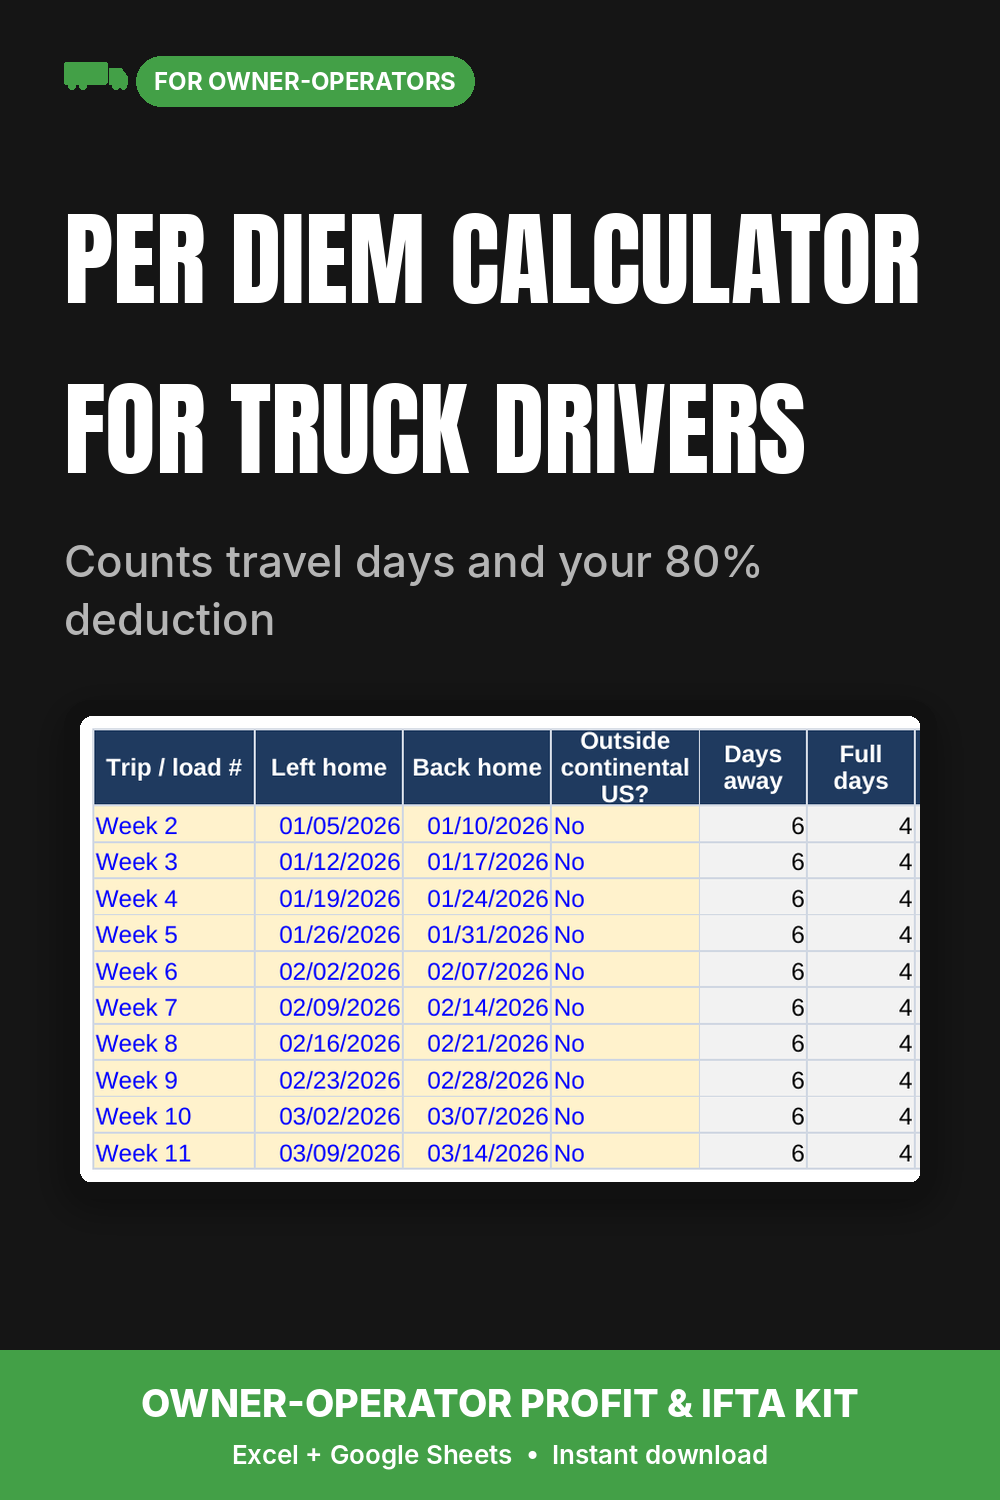 FOR OWNER-OPERATORS
PER DIEM CALCULATOR
FOR TRUCK DRIVERS
Counts travel days and your 80%
deduction
Trip / load # Left home Back home Outside continental US? Days away Full days
Week 2 01/05/2026 01/10/2026 No 6 4
Week 3 01/12/2026 01/17/2026 No 6 4
Week 4 01/19/2026 01/24/2026 No 6 4
Week 5 01/26/2026 01/31/2026 No 6 4
Week 6 02/02/2026 02/07/2026 No 6 4
Week 7 02/09/2026 02/14/2026 No 6 4
Week 8 02/16/2026 02/21/2026 No 6 4
Week 9 02/23/2026 02/28/2026 No 6 4
Week 10 03/02/2026 03/07/2026 No 6 4
Week 11 03/09/2026 03/14/2026 No 6 4
OWNER-OPERATOR PROFIT & IFTA KIT
Excel + Google Sheets • Instant download